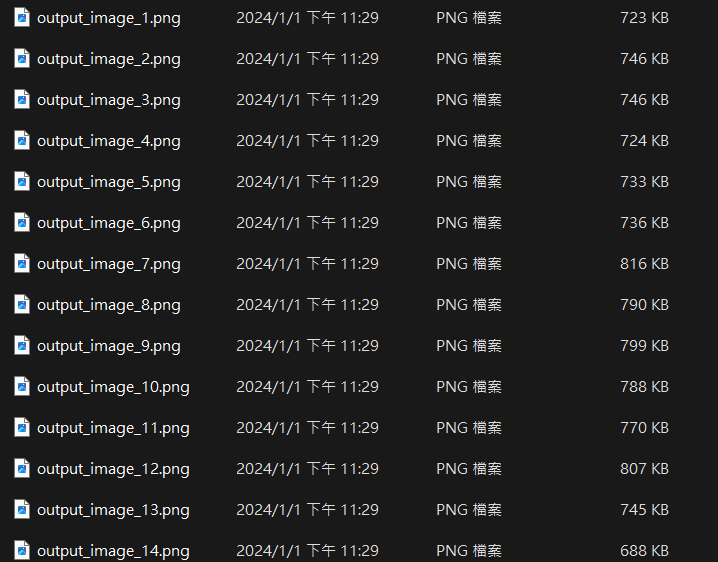 output_image_1.png 2024/1/1 下午 11:29 PNG 檔案 723 KB
output_image_2.png 2024/1/1 下午 11:29 PNG 檔案 746 KB
output_image_3.png 2024/1/1 下午 11:29 PNG 檔案 746 KB
output_image_4.png 2024/1/1 下午 11:29 PNG 檔案 724 KB
output_image_5.png 2024/1/1 下午 11:29 PNG 檔案 733 KB
output_image_6.png 2024/1/1 下午 11:29 PNG 檔案 736 KB
output_image_7.png 2024/1/1 下午 11:29 PNG 檔案 816 KB
output_image_8.png 2024/1/1 下午 11:29 PNG 檔案 790 KB
output_image_9.png 2024/1/1 下午 11:29 PNG 檔案 799 KB
output_image_10.png 2024/1/1 下午 11:29 PNG 檔案 788 KB
output_image_11.png 2024/1/1 下午 11:29 PNG 檔案 770 KB
output_image_12.png 2024/1/1 下午 11:29 PNG 檔案 807 KB
output_image_13.png 2024/1/1 下午 11:29 PNG 檔案 745 KB
output_image_14.png 2024/1/1 下午 11:29 PNG 檔案 688 KB